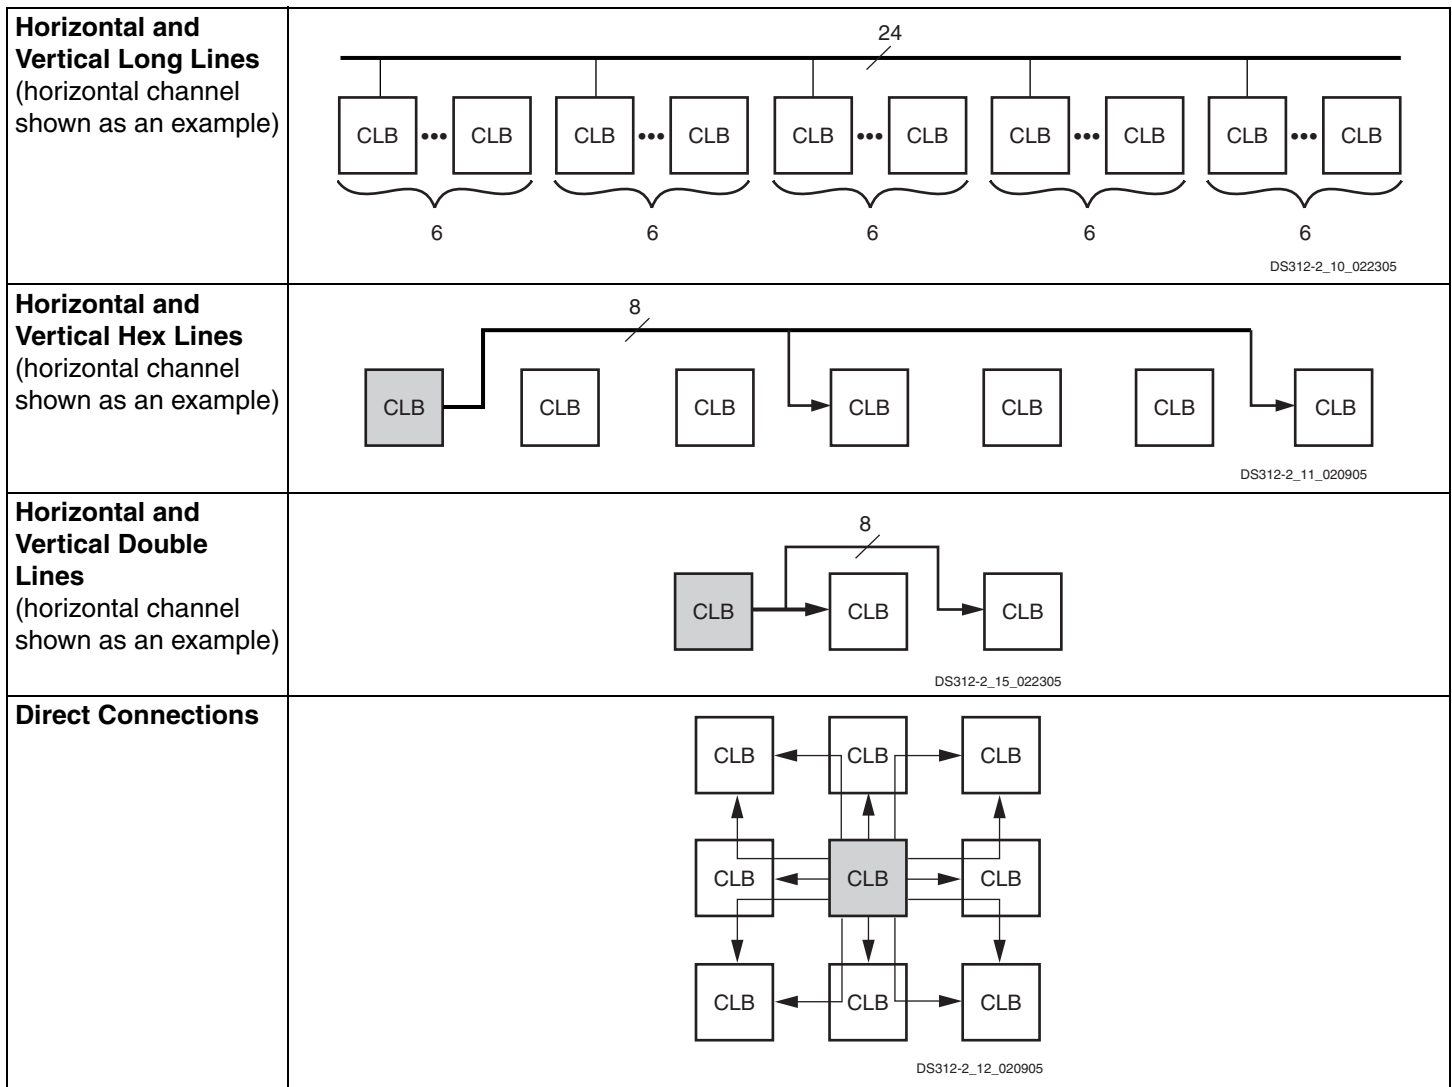 Horizontal and
Vertical Long Lines
(horizontal channel
shown as an example)
24
CLB ••• CLB CLB ••• CLB CLB ••• CLB CLB ••• CLB CLB ••• CLB
6 6 6 6 6
DS312-2_10_022305
Horizontal and
Vertical Hex Lines
(horizontal channel
shown as an example)
8
CLB CLB CLB CLB CLB CLB CLB
DS312-2_11_020905
Horizontal and
Vertical Double
Lines
(horizontal channel
shown as an example)
8
CLB CLB CLB
DS312-2_15_022305
Direct Connections
CLB CLB CLB
CLB CLB CLB
CLB CLB CLB
DS312-2_12_020905